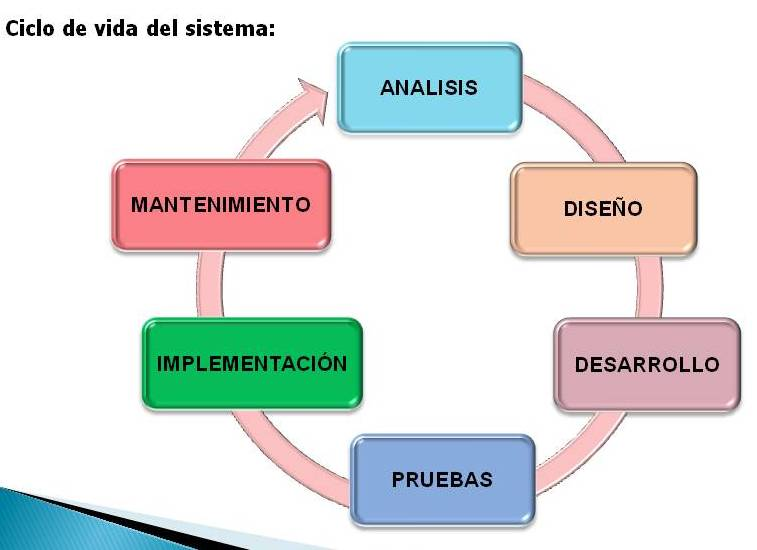 Ciclo de vida del sistema:
ANALISIS
DISEÑO
DESARROLLO
PRUEBAS
IMPLEMENTACIÓN
MANTENIMIENTO